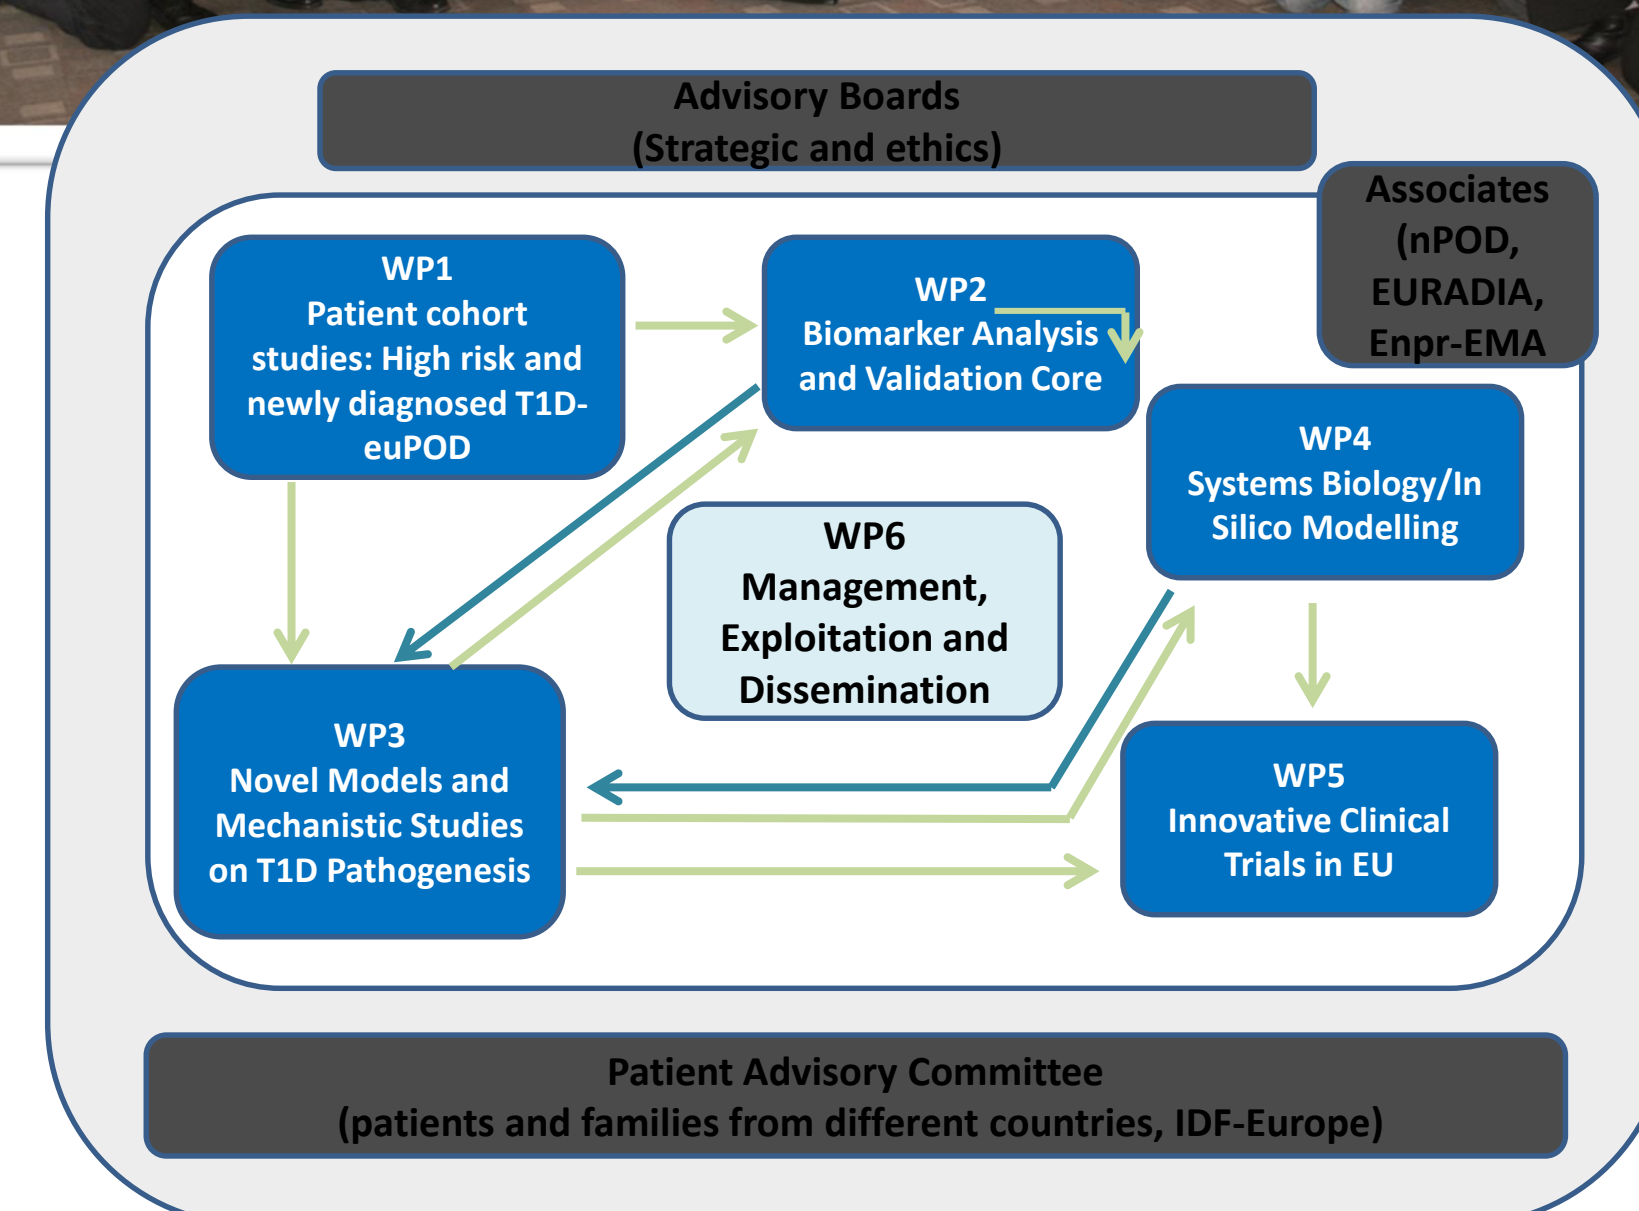 Advisory Boards
(Strategic and ethics)
Associates
(nPOD,
EURADIA,
Enpr-EMA
WP1
Patient cohort
studies: High risk and
newly diagnosed T1D-
euPOD
WP2
Biomarker Analysis
and Validation Core
WP4
Systems Biology/In
Silico Modelling
WP6
Management,
Exploitation and
Dissemination
WP3
Novel Models and
Mechanistic Studies
on T1D Pathogenesis
WP5
Innovative Clinical
Trials in EU
Patient Advisory Committee
(patients and families from different countries, IDF-Europe)